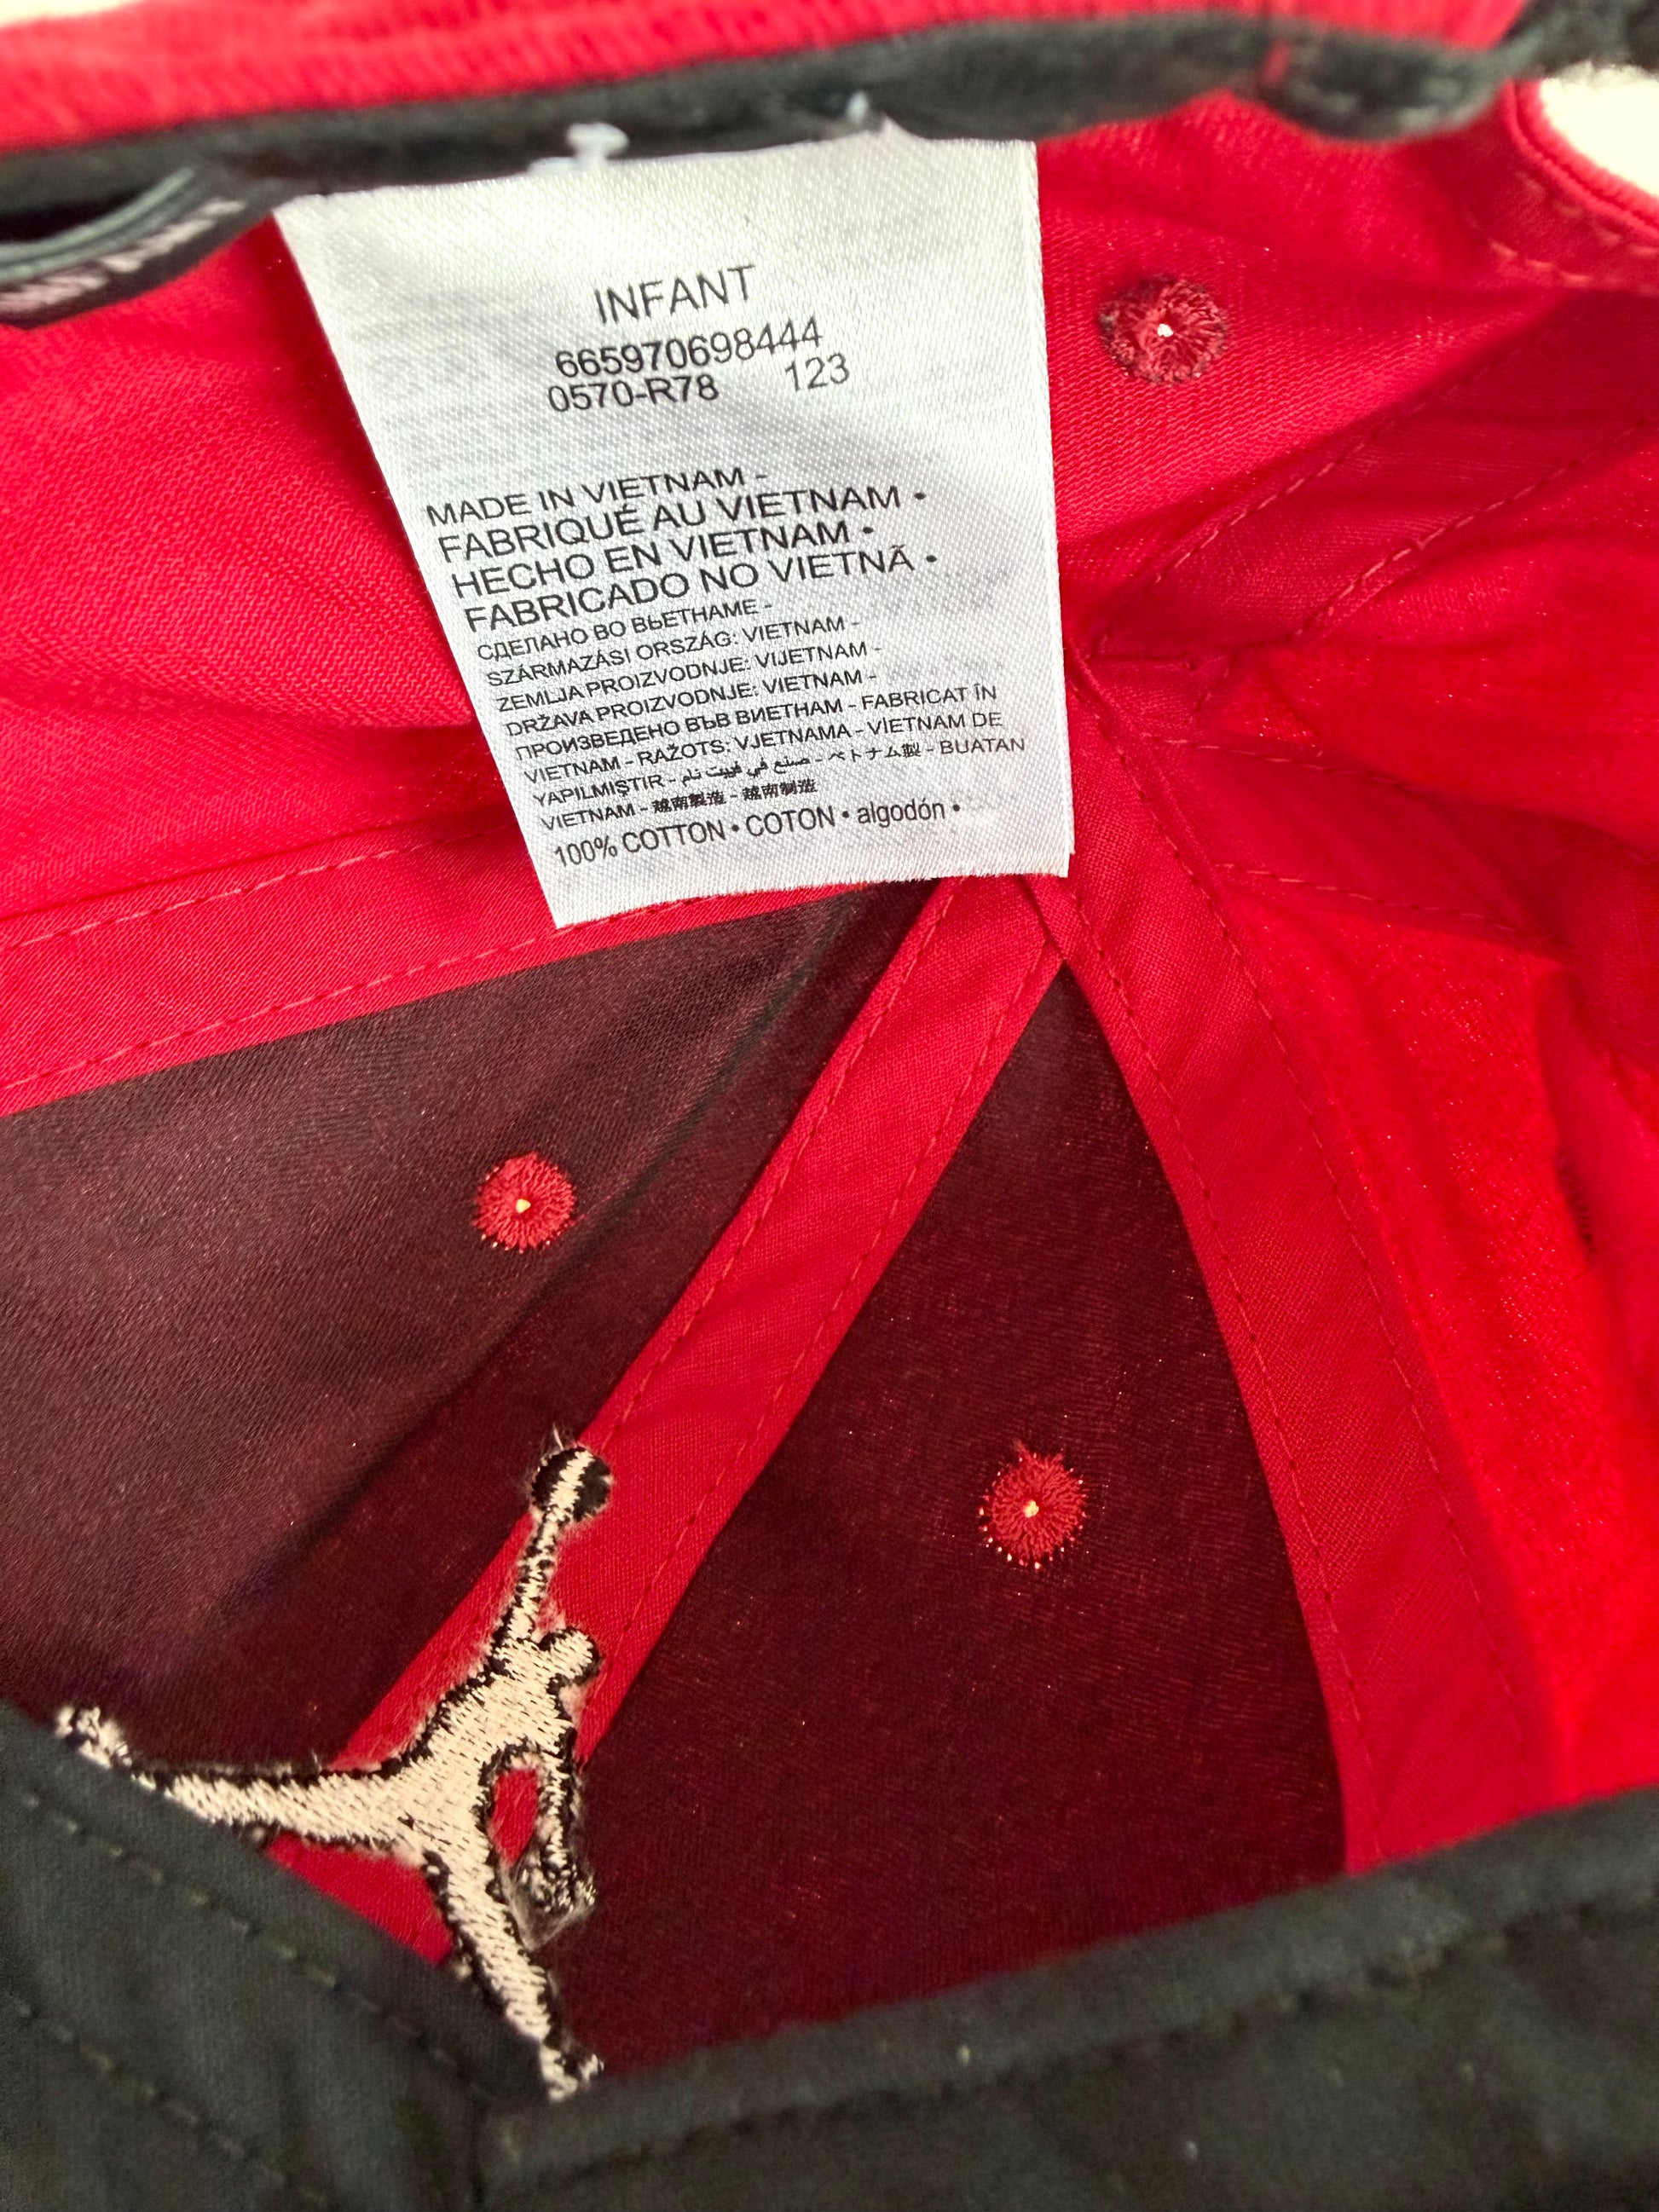 INFANT
665970698444
0570-R78 123
MADE IN VIETNAM -
FABRIQUÉ AU VIETNAM •
HECHO EN VIETNAM •
FABRICADO NO VIETNÃ •
СДЕЛАНО ВО ВЬЕТНАМЕ -
SZÁRMAZÁSI ORSZÁG: VIETNAM -
ZEMLJA PROIZVODNJE: VIJETNAM -
DRŽAVA PROIZVODNJE: VIETNAM -
ПРОИЗВЕДЕНО ВЪВ ВИЕТНАМ - FABRICAT ÎN
VIETNAM - RAŽOTS: VJETNAMA - VIETNAM DE
YAPILMIŞTIR - صنع في فييت نام - ベトナム製 - BUATAN
VIETNAM - 越南製造 - 越南制造
100% COTTON • COTON • algodón •